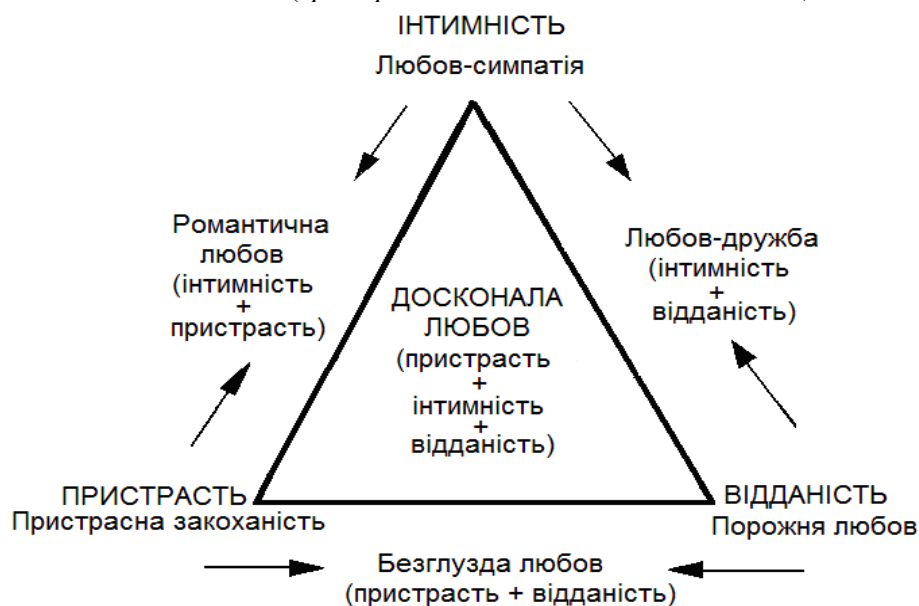 ІНТИМНІСТЬ
Любов-симпатія
Романтична
любов
(інтимність
+
пристрасть)
Любов-дружба
(інтимність
+
відданість)
ДОСКОНАЛА
ЛЮБОВ
(пристрасть
+
інтимність
+
відданість)
ПРИСТРАСТЬ
Пристрасна закоханість
ВІДДАНІСТЬ
Порожня любов
Безглузда любов
(пристрасть + відданість)